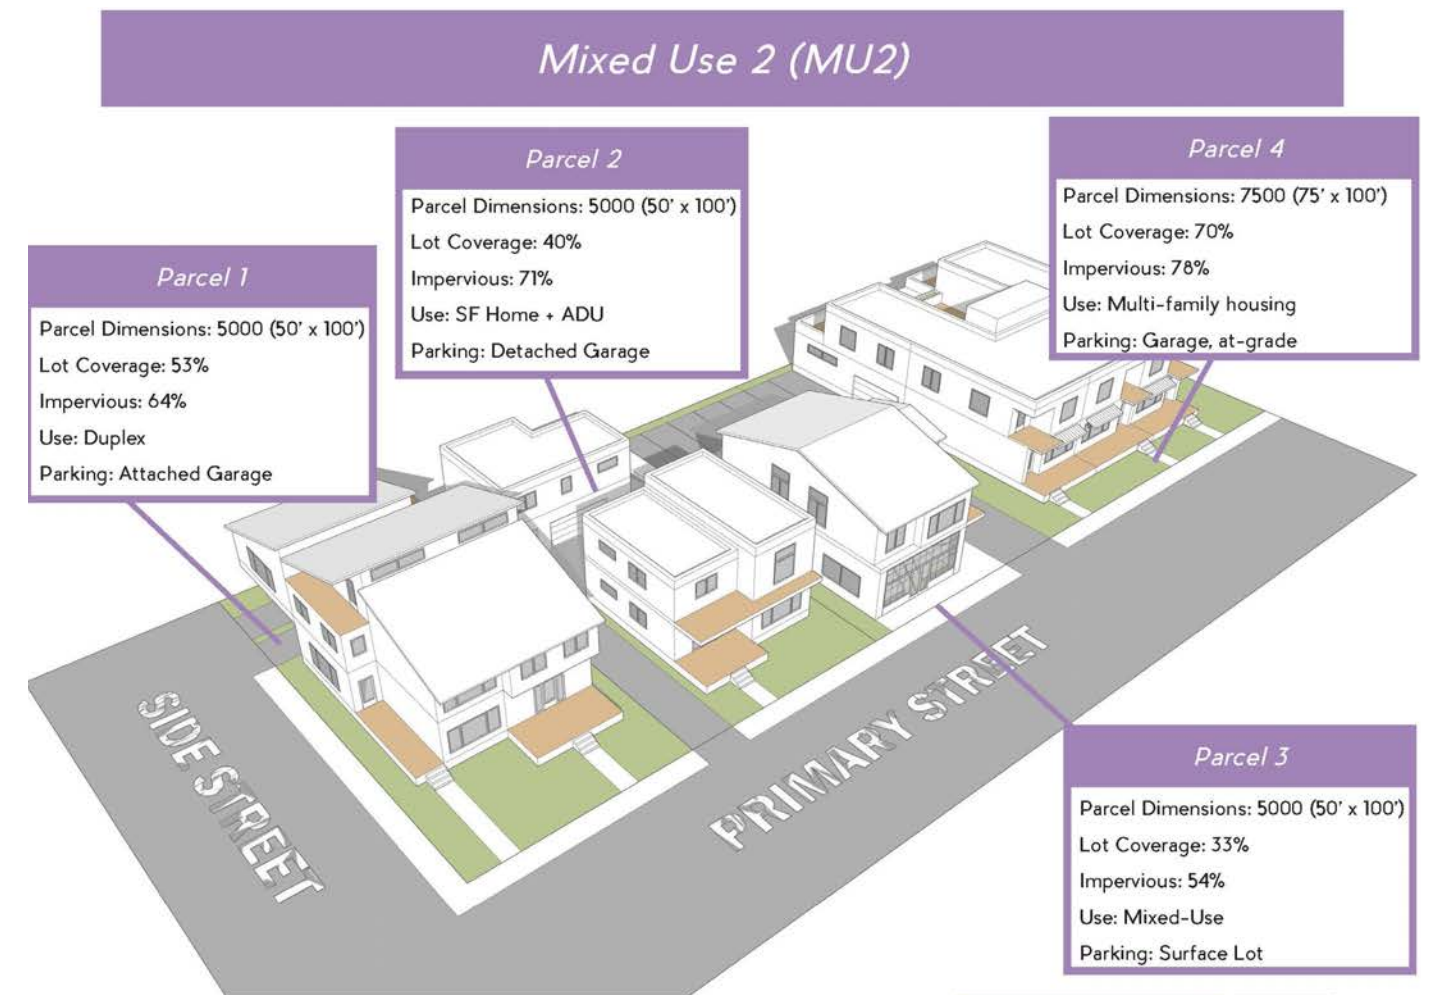 Mixed Use 2 (MU2)
Parcel 1
Parcel Dimensions: 5000 (50' x 100')
Lot Coverage: 53%
Impervious: 64%
Use: Duplex
Parking: Attached Garage
Parcel 2
Parcel Dimensions: 5000 (50' x 100')
Lot Coverage: 40%
Impervious: 71%
Use: SF Home + ADU
Parking: Detached Garage
Parcel 4
Parcel Dimensions: 7500 (75' x 100')
Lot Coverage: 70%
Impervious: 78%
Use: Multi-family housing
Parking: Garage, at-grade
SIDE STREET
PRIMARY STREET
Parcel 3
Parcel Dimensions: 5000 (50' x 100')
Lot Coverage: 33%
Impervious: 54%
Use: Mixed-Use
Parking: Surface Lot